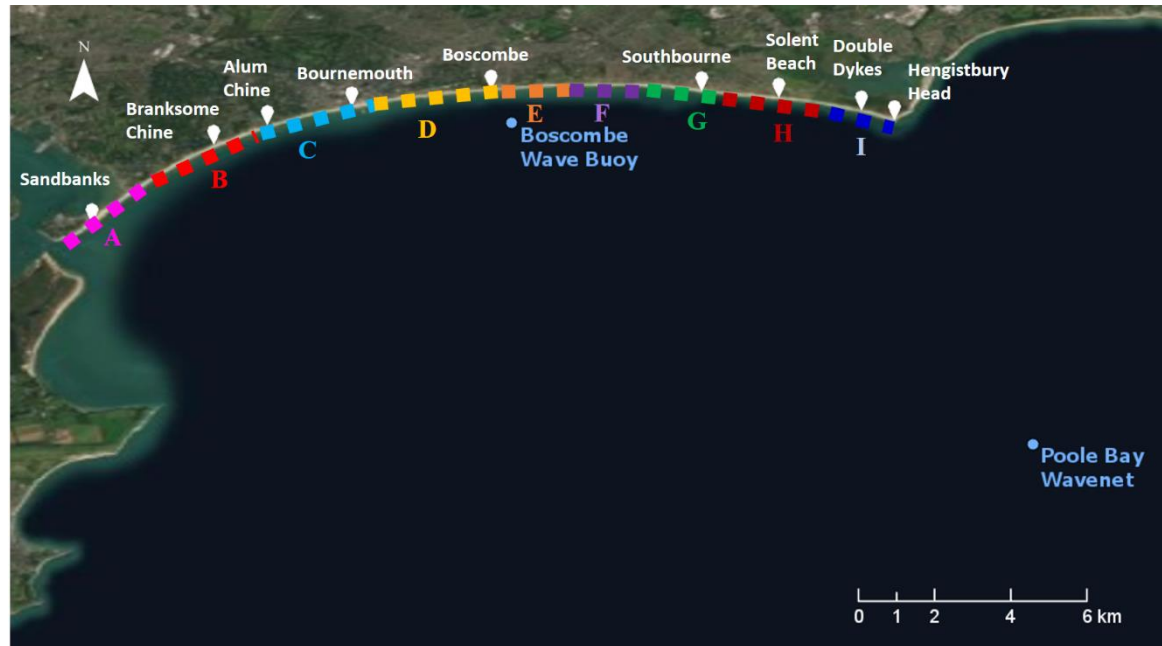 N
Sandbanks
Branksome
Chine
Alum
Chine
Bournemouth
Boscombe
Southbourne
Solent
Beach
Double
Dykes
Hengistbury
Head
A
B
C
D
E
F
G
H
I
Boscombe
Wave Buoy
Poole Bay
Wavenet
0 1 2 4 6 km